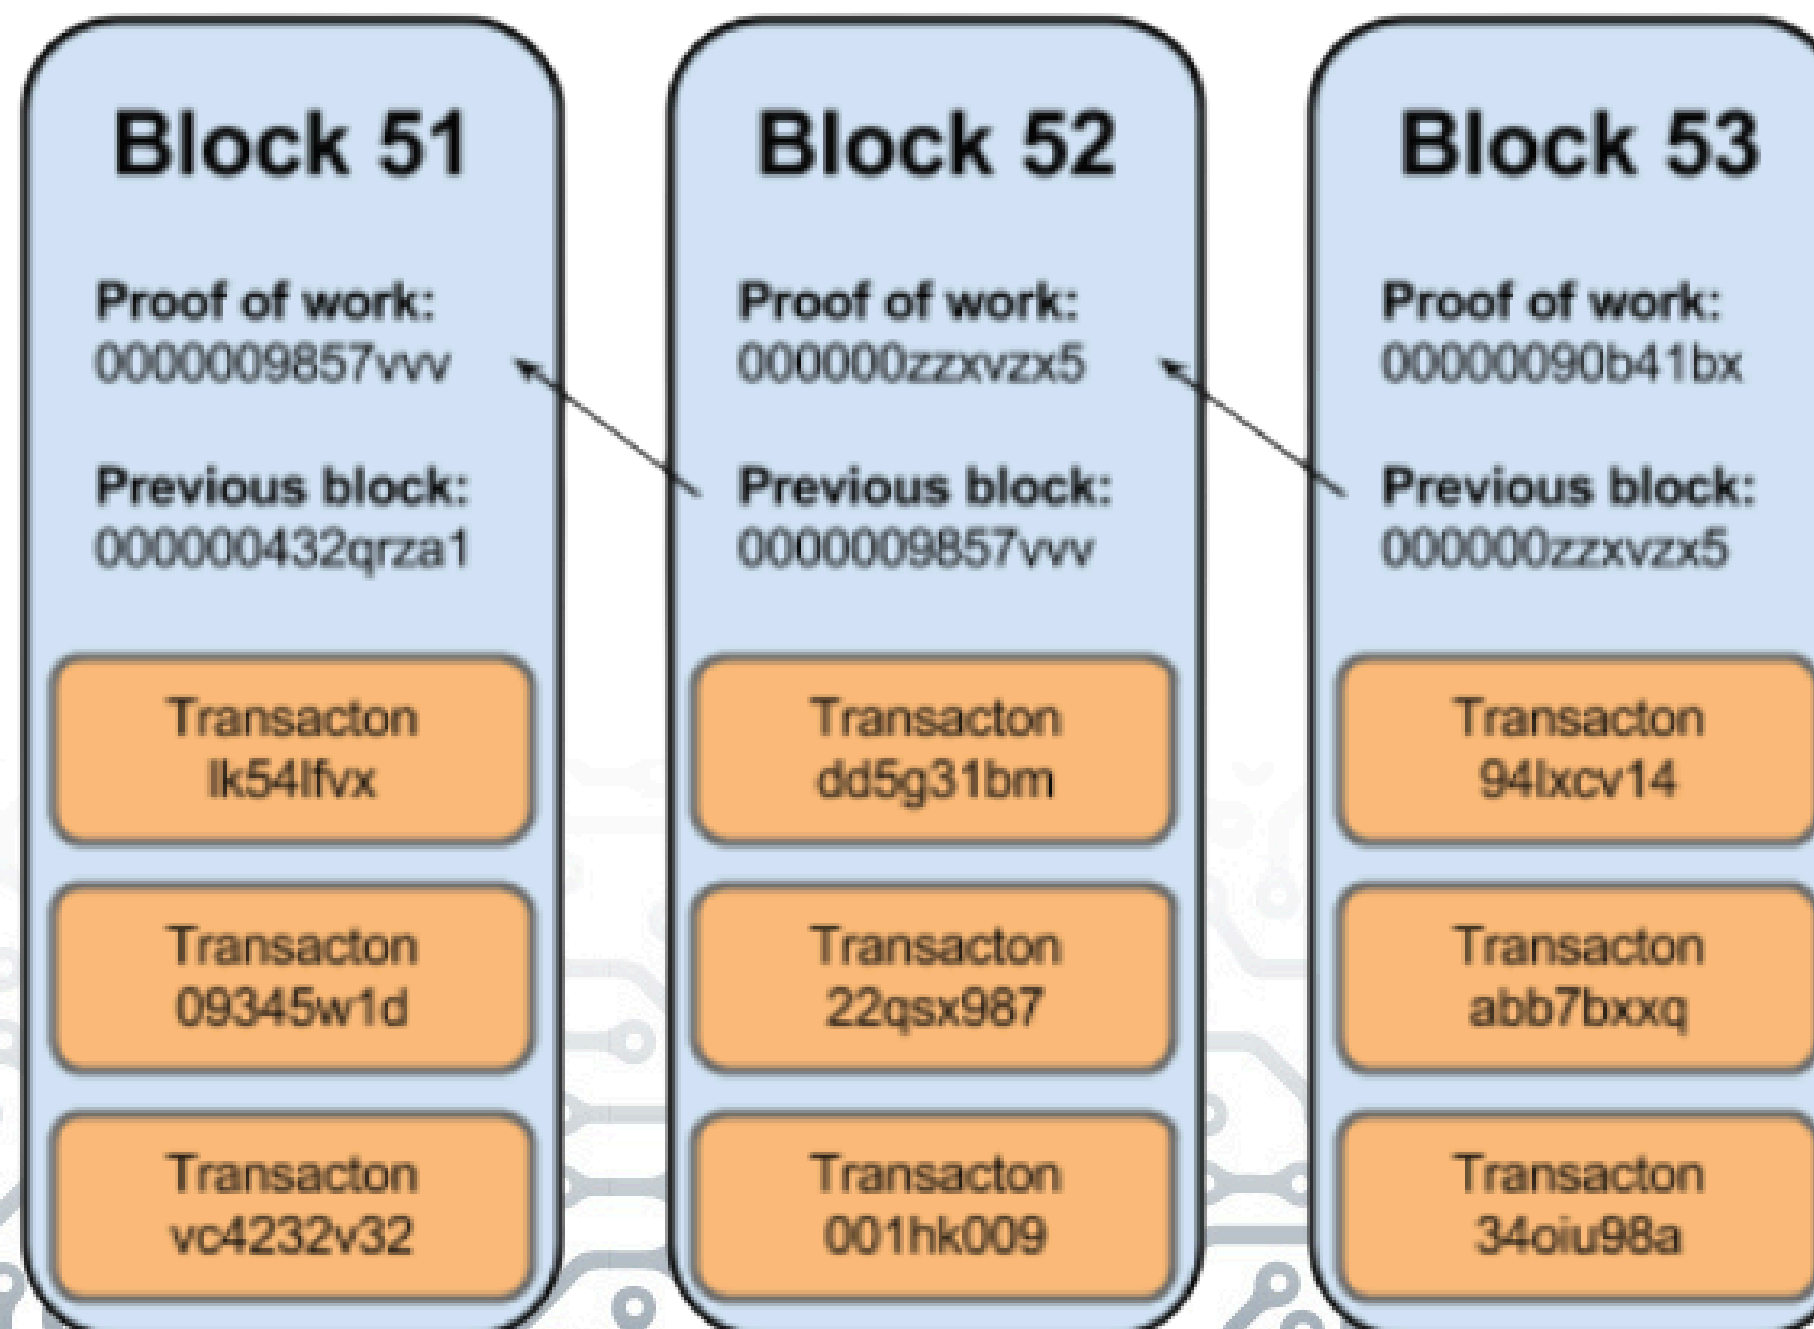 Block 51
Proof of work:
0000009857vvv
Previous block:
000000432qrza1
Transacton
lk54lfvx
Transacton
09345w1d
Transacton
vc4232v32
Block 52
Proof of work:
000000zzxvzx5
Previous block:
0000009857vvv
Transacton
dd5g31bm
Transacton
22qsx987
Transacton
001hk009
Block 53
Proof of work:
00000090b41bx
Previous block:
000000zzxvzx5
Transacton
94lxcv14
Transacton
abb7bxxq
Transacton
34oiu98a